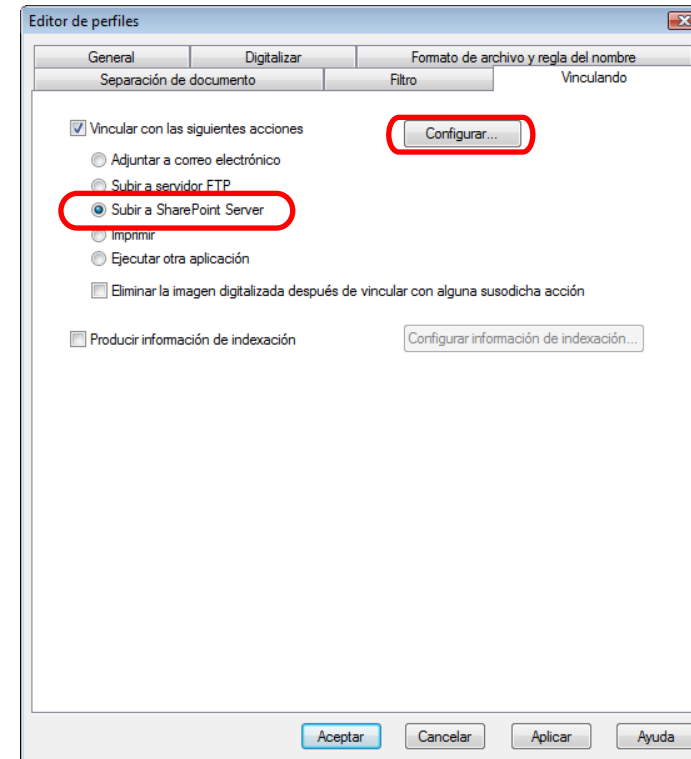 Editor de perfiles
General Digitalizar Formato de archivo y regla del nombre
Separación de documento Filtro Vinculando
Vincular con las siguientes acciones Configurar...
Adjuntar a correo electrónico
Subir a servidor FTP
Subir a SharePoint Server
Imprimir
Ejecutar otra aplicación
Eliminar la imagen digitalizada después de vincular con alguna susodicha acción
Producir información de indexación Configurar información de indexación...
Aceptar Cancelar Aplicar Ayuda